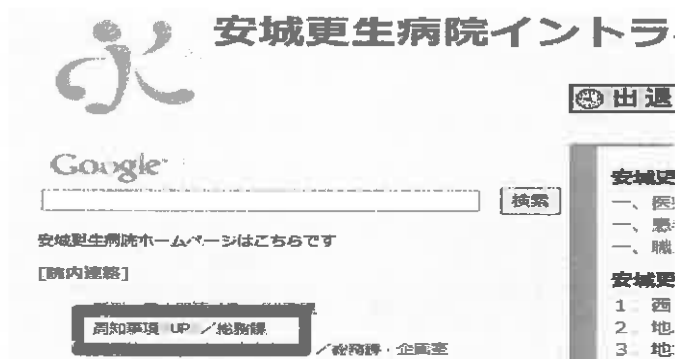 安城更生病院イントラ
出退
Google
検索
安城更生病院ホームページはこちらです
[院内連絡]
周知事項 UP ／総務課
／総務課・企画室
安城更
一、医
一、患
一、職
安城更
1 西
2 地
3 地